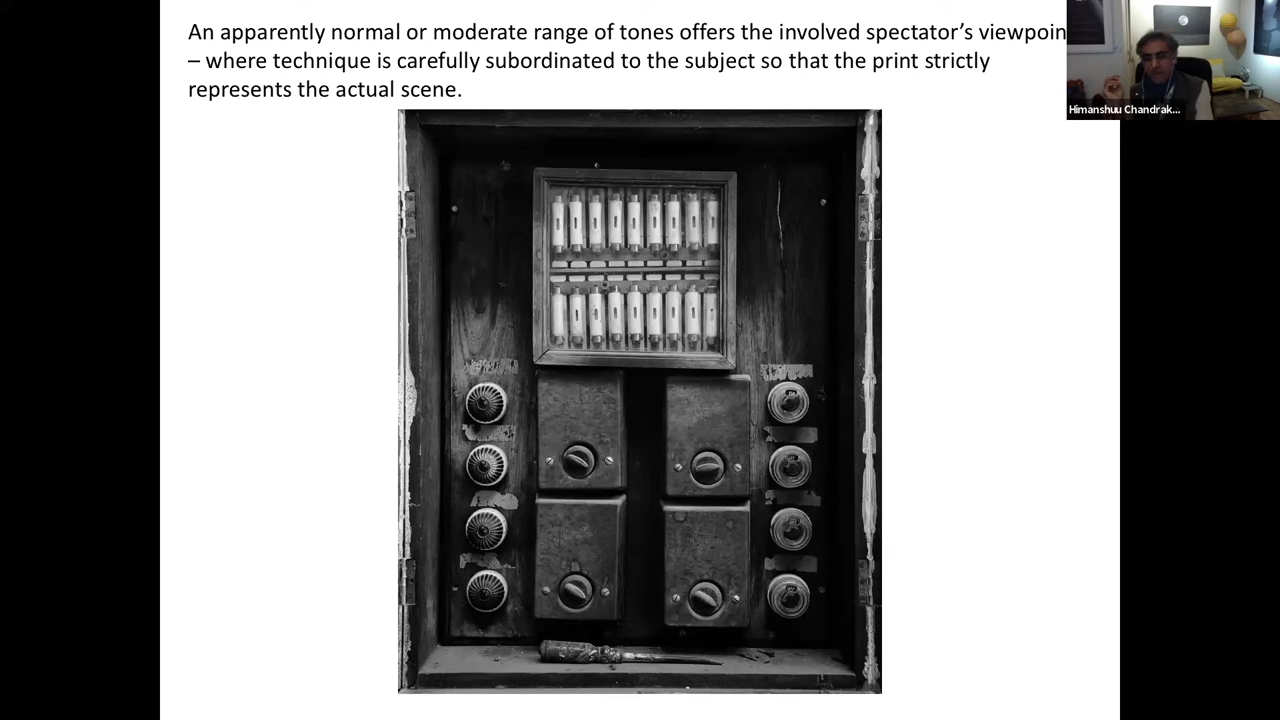 An apparently normal or moderate range of tones offers the involved spectator’s viewpoin
– where technique is carefully subordinated to the subject so that the print strictly
represents the actual scene.
Himanshuu Chandrak...